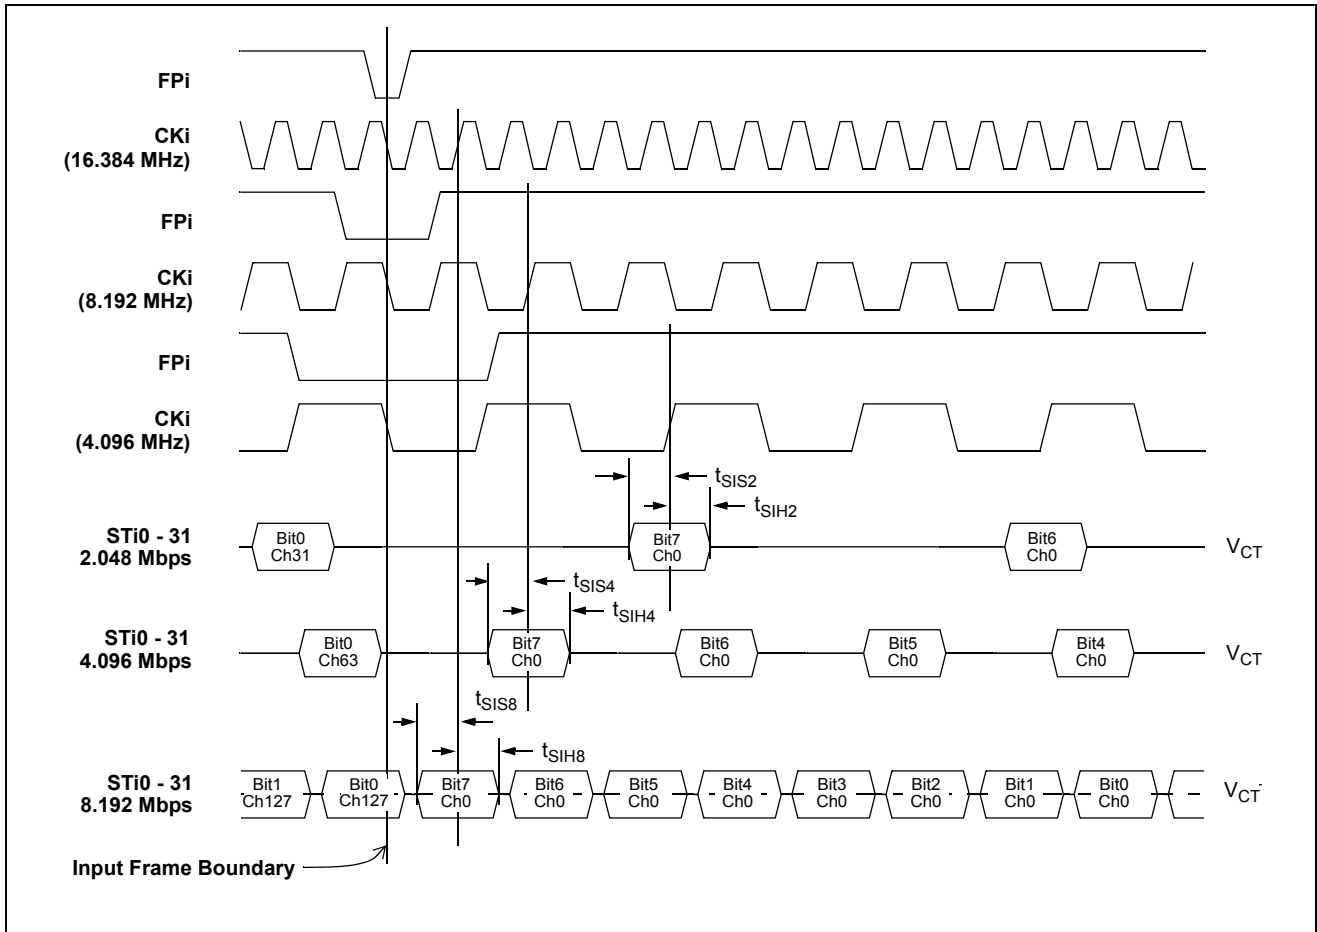 FPi
CKi
(16.384 MHz)
FPi
CKi
(8.192 MHz)
FPi
CKi
(4.096 MHz)
tSIS2
tSIH2
STi0 - 31
2.048 Mbps
Bit0
Ch31
Bit7
Ch0
Bit6
Ch0
VCT
tSIS4
tSIH4
STi0 - 31
4.096 Mbps
Bit0
Ch63
Bit7
Ch0
Bit6
Ch0
Bit5
Ch0
Bit4
Ch0
VCT
tSIS8
tSIH8
STi0 - 31
8.192 Mbps
Bit1
Ch127
Bit0
Ch127
Bit7
Ch0
Bit6
Ch0
Bit5
Ch0
Bit4
Ch0
Bit3
Ch0
Bit2
Ch0
Bit1
Ch0
Bit0
Ch0
VCT
Input Frame Boundary